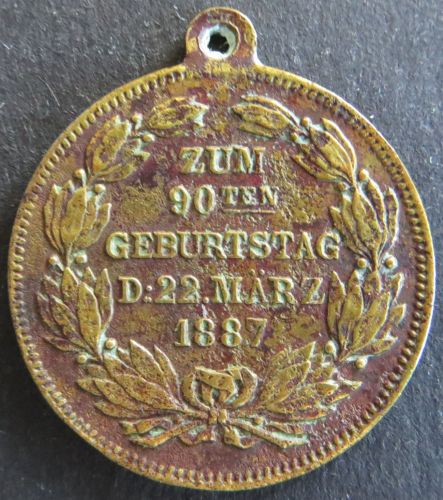 ZUM
90TEN
GEBURTSTAG
D:22.MÄRZ
1887